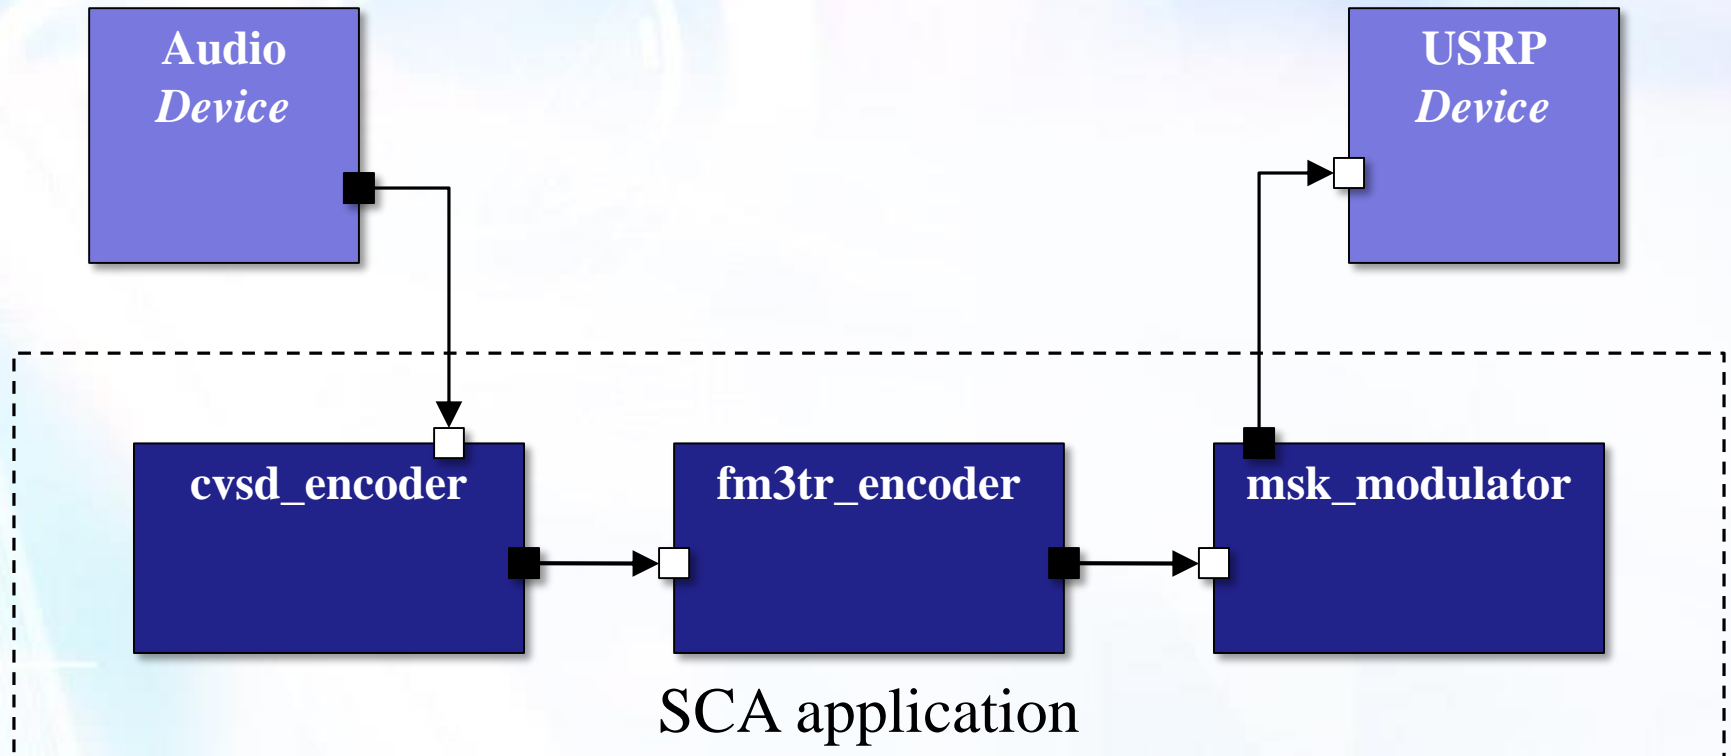 Audio
Device
USRP
Device
cvsd_encoder
fm3tr_encoder
msk_modulator
SCA application